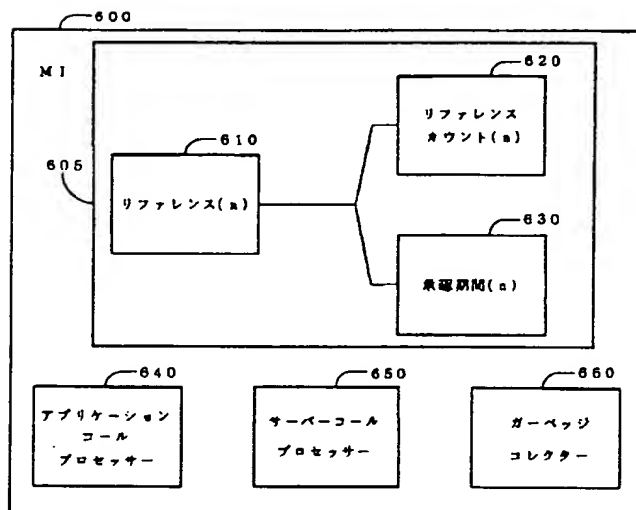 600
MI
620
リファレンス
カウント(n)
610
605
リファレンス(n)
630
承認期間(n)
640
アプリケーション
コール
プロセッサー
650
サーバーコール
プロセッサー
660
ガーベッジ
コレクター